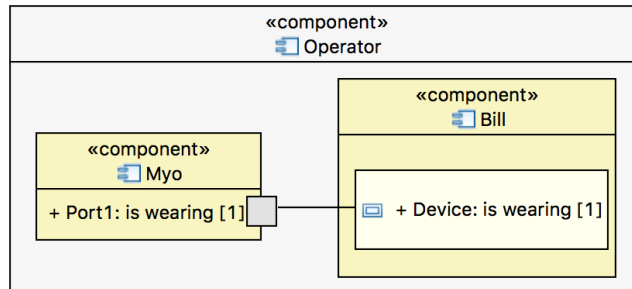 «component»
Operator
«component»
Bill
«component»
Myo
+ Port1: is wearing [1]
+ Device: is wearing [1]